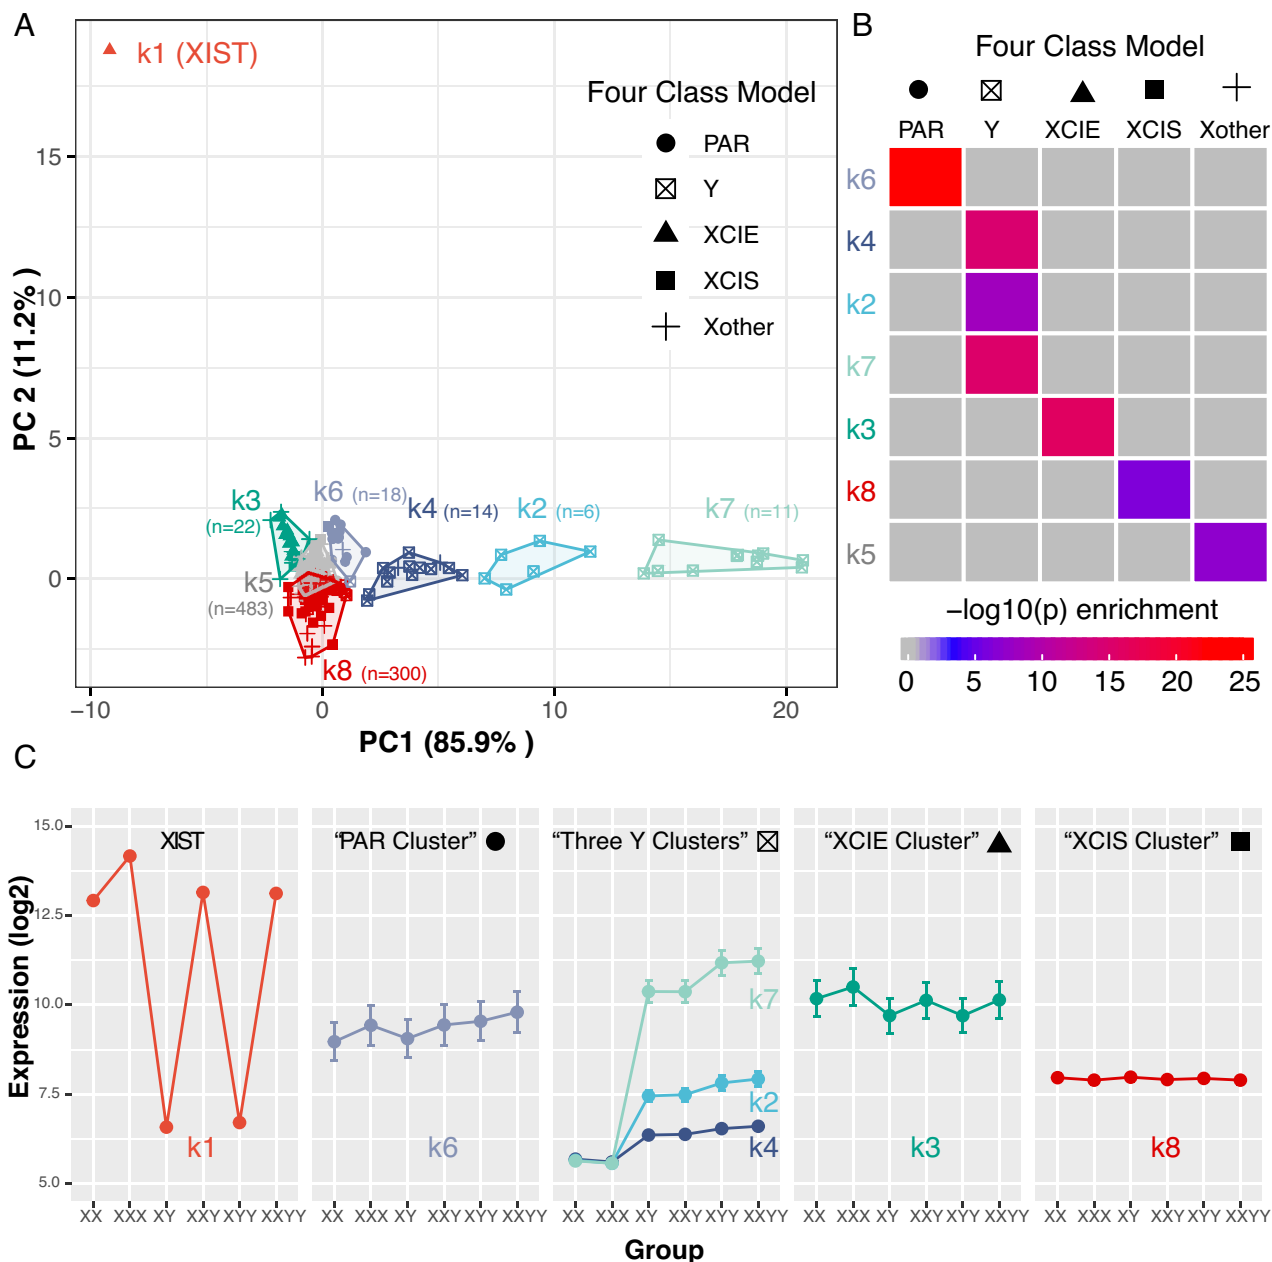 A
k1 (XIST)
Four Class Model
PAR
Y
XCIE
XCIS
Xother
15
10
5
0
PC 2 (11.2% )
k3
(n=22)
k6 (n=18)
k4 (n=14)
k2 (n=6)
k7 (n=11)
k5
(n=483)
k8 (n=300)
−10 0 10 20
PC1 (85.9% )
B
Four Class Model
PAR Y XCIE XCIS Xother
k6
k4
k2
k7
k3
k8
k5
−log10(p) enrichment
0 5 10 15 20 25
C
Expression (log2)
15.0
12.5
10.0
7.5
5.0
XIST
“PAR Cluster”
“Three Y Clusters”
“XCIE Cluster”
“XCIS Cluster”
k7
k2
k1
k6
k4
k3
k8
XX XXX XY XXY XYY XXYY
XX XXX XY XXY XYY XXYY
XX XXX XY XXY XYY XXYY
XX XXX XY XXY XYY XXYY
XX XXX XY XXY XYY XXYY
Group